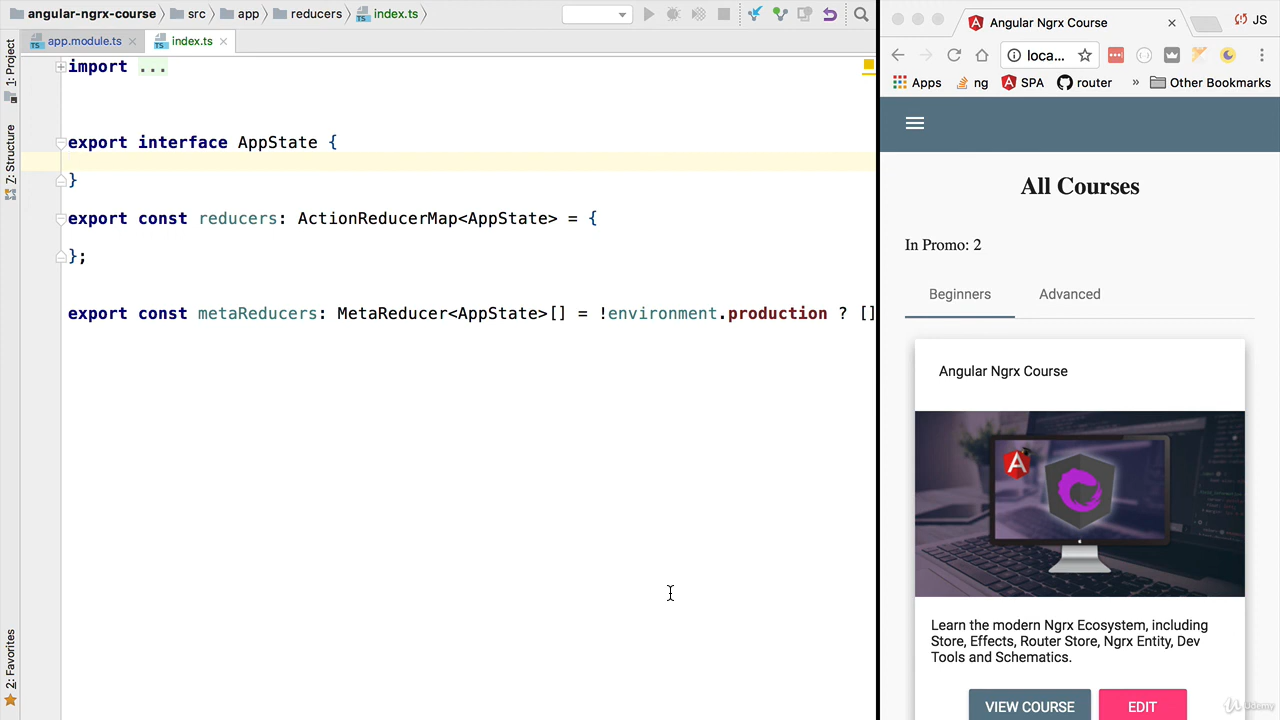 angular-ngrx-course src app reducers index.ts
app.module.ts index.ts
1: Project
Z: Structure
2: Favorites
import ...
export interface AppState {
}
export const reducers: ActionReducerMap<AppState> = {
};
export const metaReducers: MetaReducer<AppState>[] = !environment.production ? []
Angular Ngrx Course
JS
loca...
Apps ng SPA router » Other Bookmarks
All Courses
In Promo: 2
Beginners Advanced
Angular Ngrx Course
Learn the modern Ngrx Ecosystem, including
Store, Effects, Router Store, Ngrx Entity, Dev
Tools and Schematics.
VIEW COURSE EDIT
Udemy